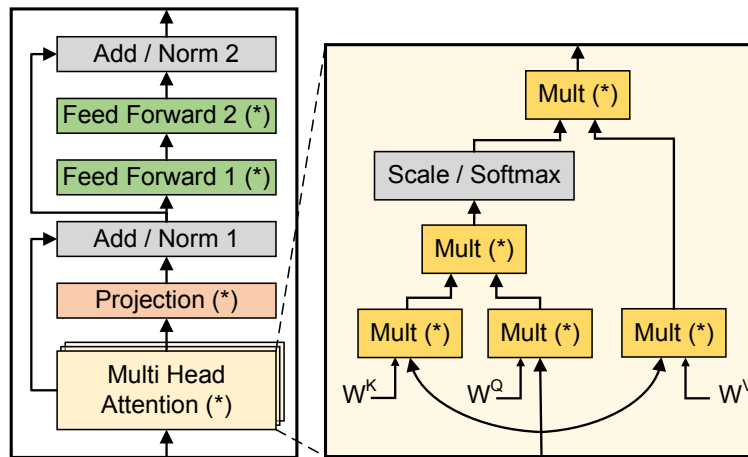 Add / Norm 2
Feed Forward 2 (*)
Feed Forward 1 (*)
Add / Norm 1
Projection (*)
Multi Head
Attention (*)
Mult (*)
Scale / Softmax
Mult (*)
Mult (*)
Mult (*)
Mult (*)
W^K
W^Q
W^V